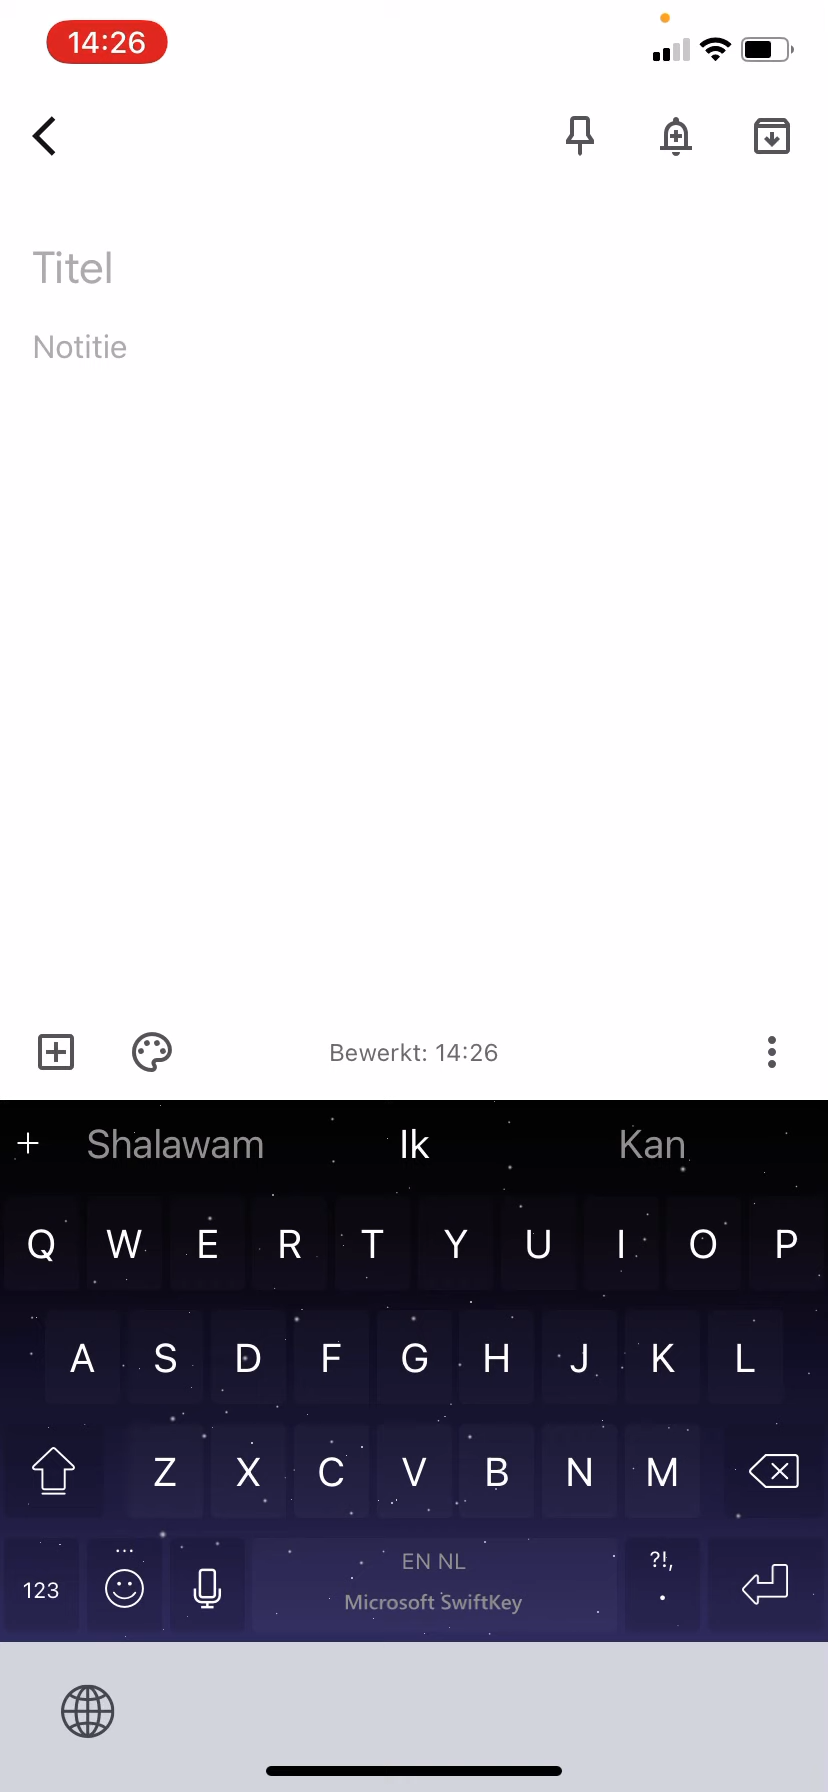 14:26
Titel
Notitie
Bewerkt: 14:26
Shalawam Ik Kan
Q W E R T Y U I O P
A S D F G H J K L
Z X C V B N M
... EN NL ?!,
123 Microsoft SwiftKey .